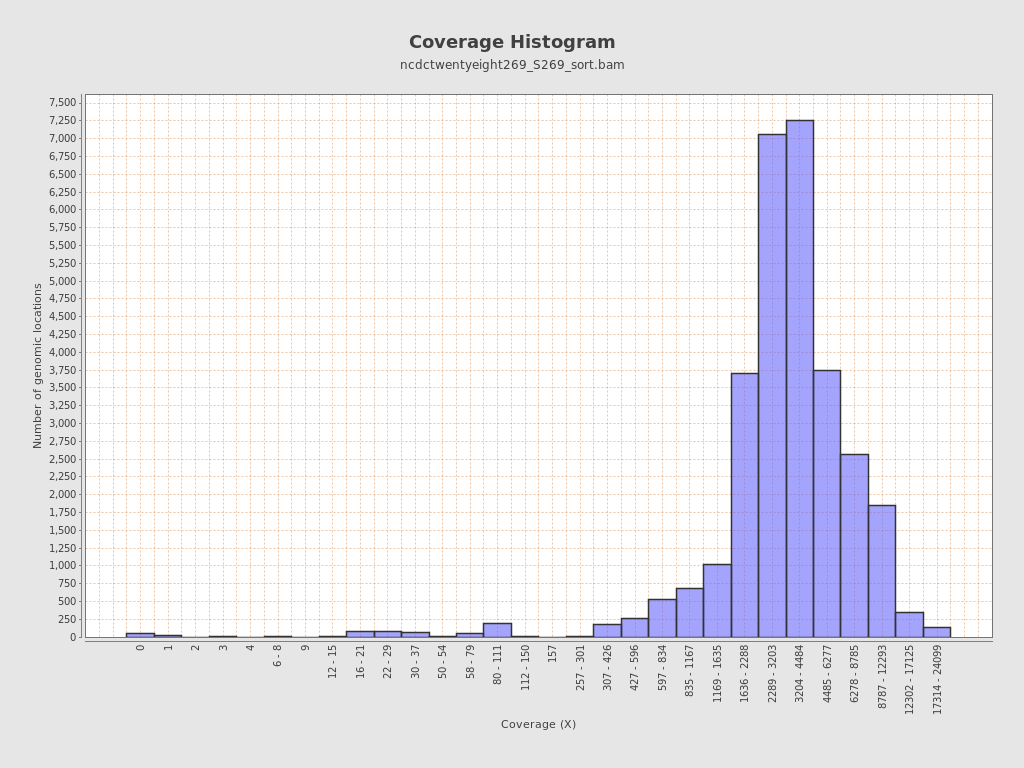 Coverage Histogram
ncdctwentyeight269_S269_sort.bam
Number of genomic locations
7,500
7,250
7,000
6,750
6,500
6,250
6,000
5,750
5,500
5,250
5,000
4,750
4,500
4,250
4,000
3,750
3,500
3,250
3,000
2,750
2,500
2,250
2,000
1,750
1,500
1,250
1,000
750
500
250
0
0
1
2
3
4
6 - 8
9
12 - 15
16 - 21
22 - 29
30 - 37
50 - 54
58 - 79
80 - 111
112 - 150
157
257 - 301
307 - 426
427 - 596
597 - 834
835 - 1167
1169 - 1635
1636 - 2288
2289 - 3203
3204 - 4484
4485 - 6277
6278 - 8785
8787 - 12293
12302 - 17125
17314 - 24099
Coverage (X)